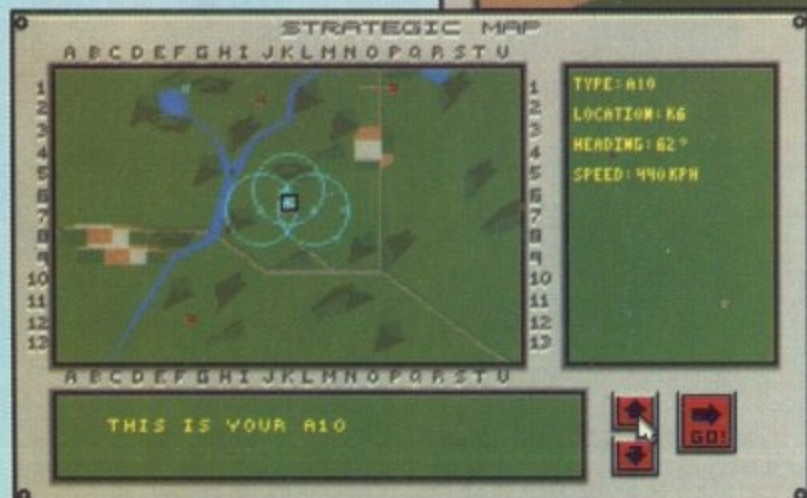 STRATEGIC MAP
A B C D E F G H I J K L M N O P Q R S T U
1 1
2 2
3 3
4 4
5 5
6 6
7 7
8 8
9 9
10 10
11 11
12 12
13 13
A B C D E F G H I J K L M N O P Q R S T U
TYPE: A10
LOCATION: K6
HEADING: 62°
SPEED: 440 KPH
THIS IS YOUR A10
GO!